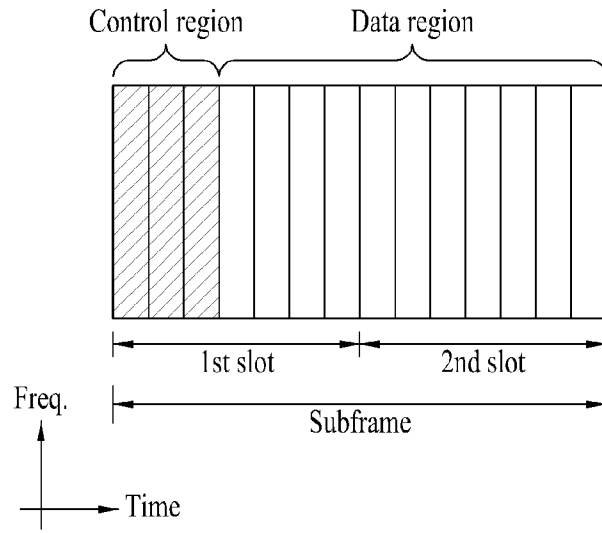 Control region
Data region
1st slot
2nd slot
Subframe
Freq.
Time